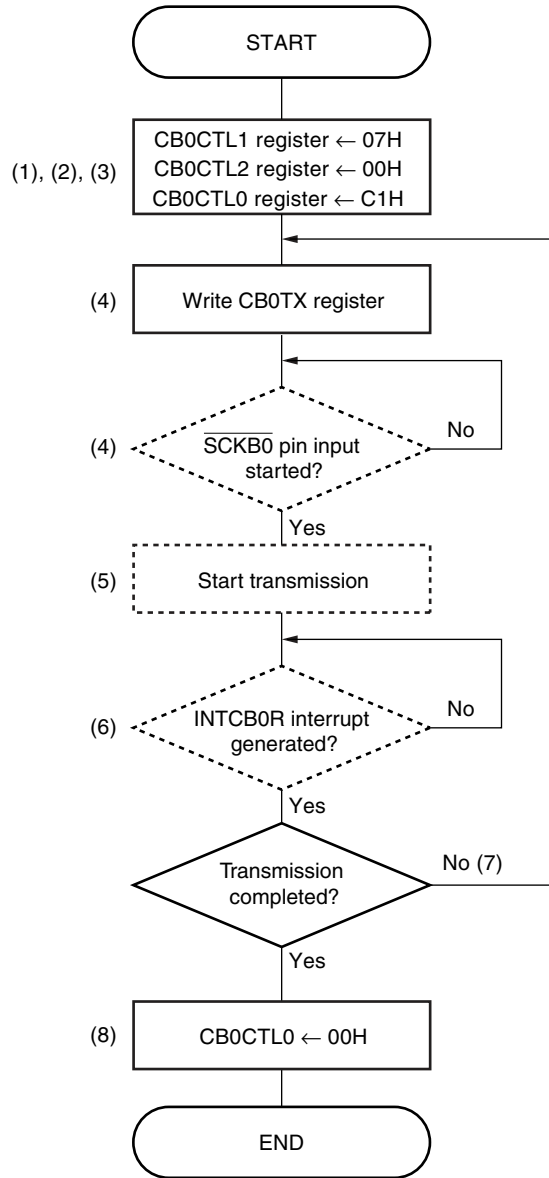 START
(1), (2), (3)
CB0CTL1 register ← 07H
CB0CTL2 register ← 00H
CB0CTL0 register ← C1H
(4)
Write CB0TX register
(4)
S̅C̅K̅B̅0̅ pin input
started?
No
Yes
(5)
Start transmission
(6)
INTCB0R interrupt
generated?
No
Yes
Transmission
completed?
No (7)
Yes
(8)
CB0CTL0 ← 00H
END